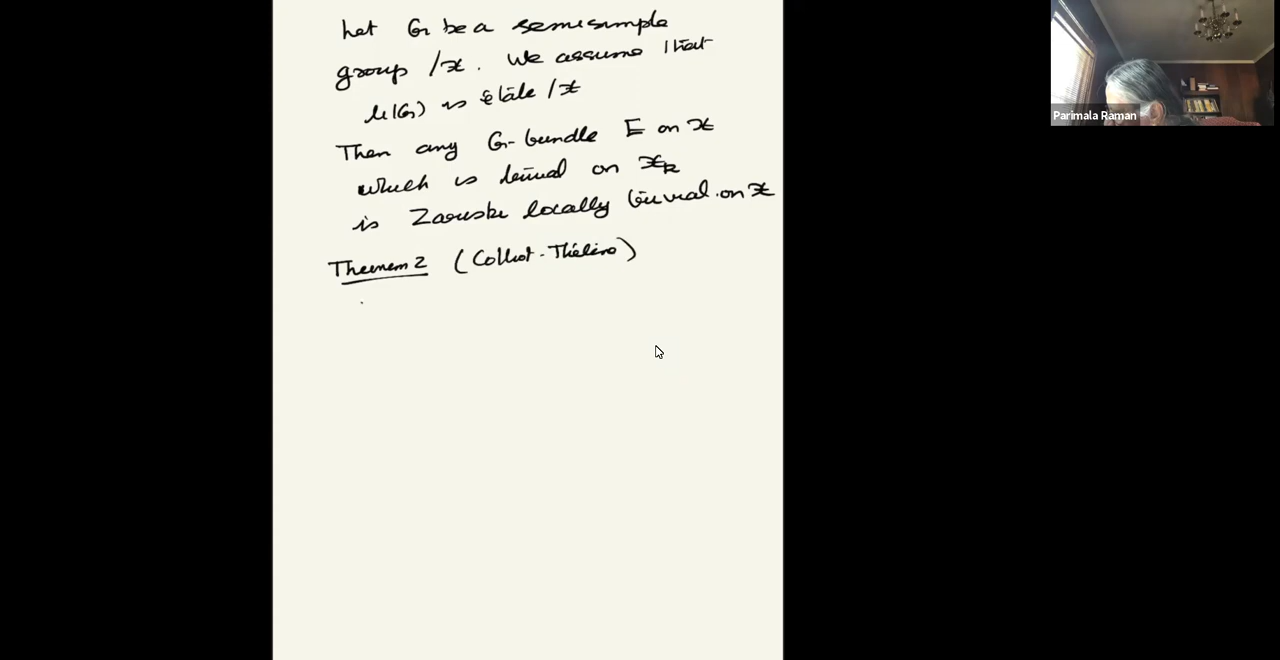 Let G be a semisimple
group /𝔛. We assume that
μ(G) is étale /𝔛
Then any G-bundle E on 𝔛
which is trivial on 𝔛_k
is Zariski locally trivial on 𝔛
Theorem 2 (Colliot-Thélène)
Parimala Raman